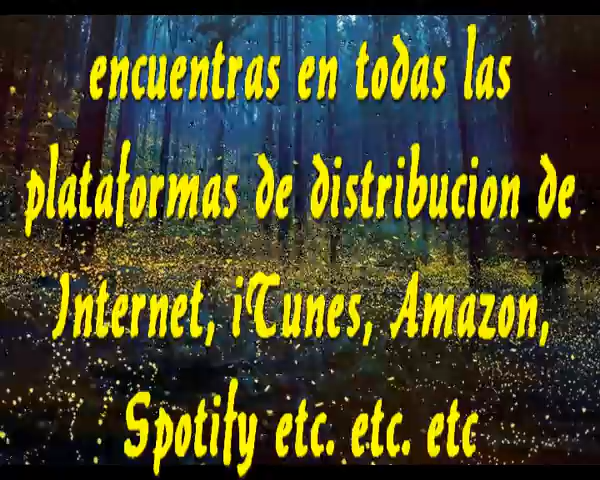 encuentras en todas las
plataformas de distribucion de
Internet, iTunes, Amazon,
Spotify etc. etc. etc